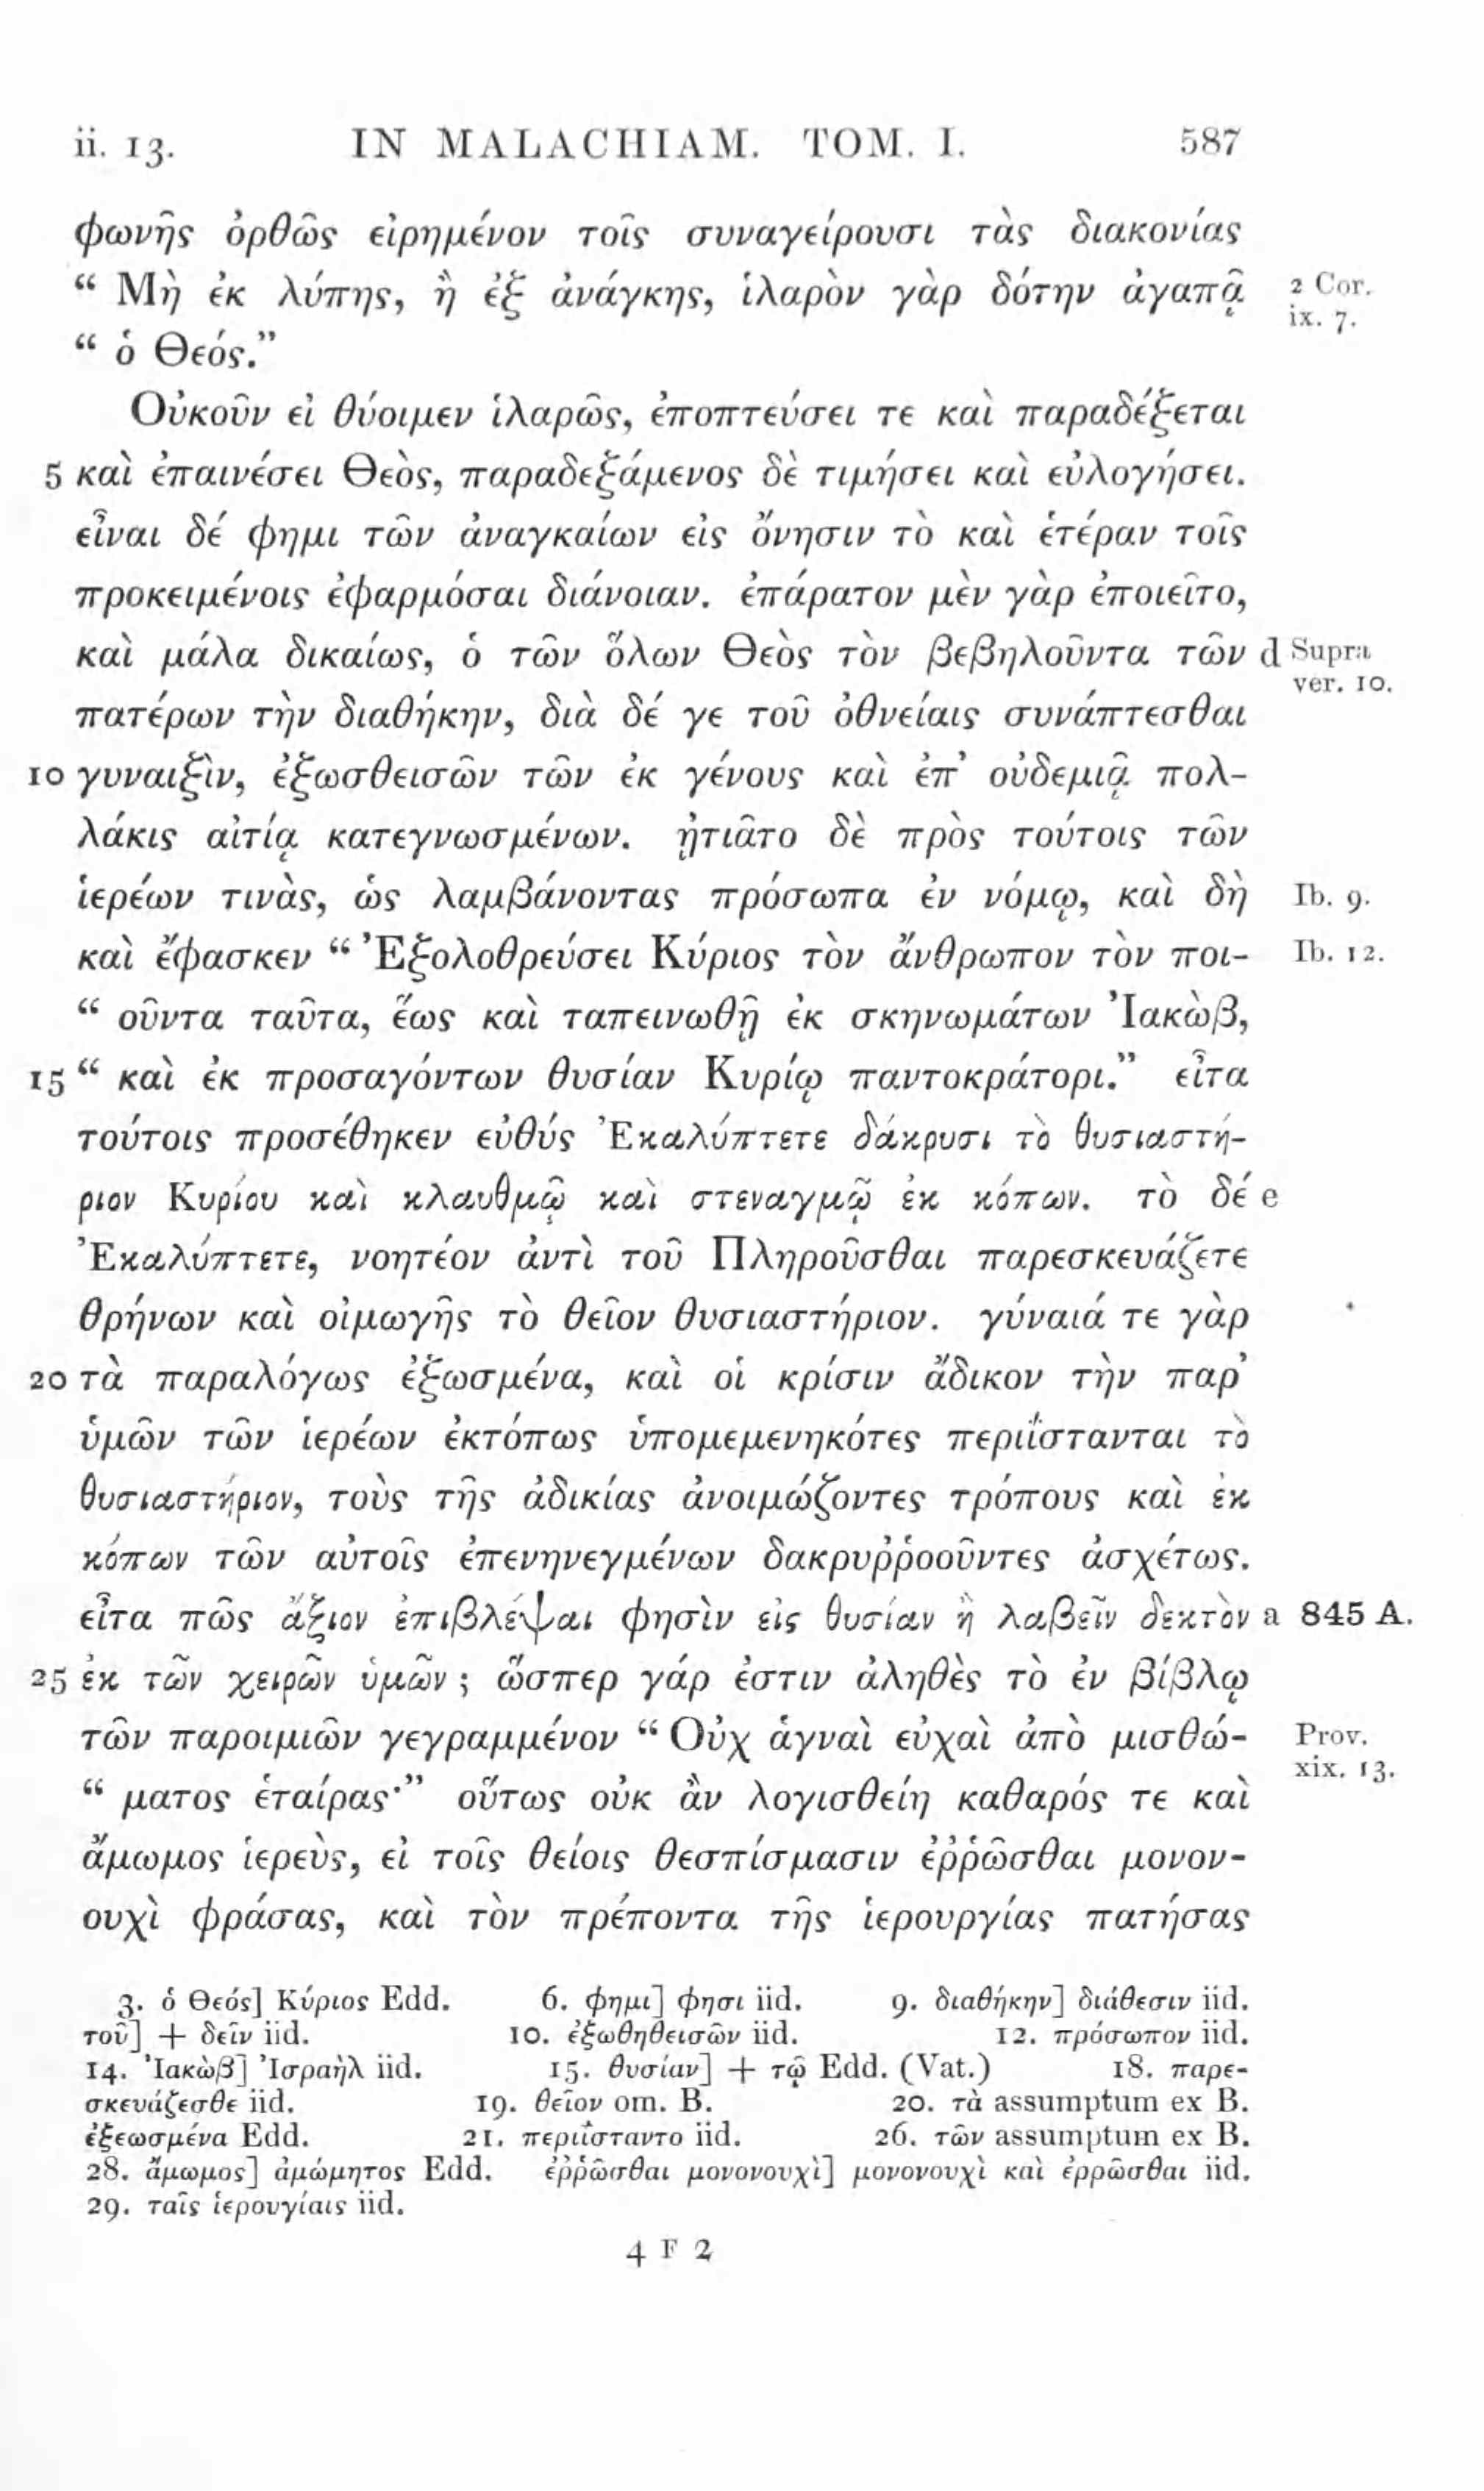 ii. 13. IN MALACHIAM. TOM. I. 587
φωνῆς ὀρθῶς εἰρημένον τοῖς συναγείρουσι τὰς διακονίας
“ Μὴ ἐκ λύπης, ἢ ἐξ ἀνάγκης, ἱλαρὸν γὰρ δότην ἀγαπᾷ 2 Cor.
ix. 7.
“ ὁ Θεός.”
Οὐκοῦν εἰ θύοιμεν ἱλαρῶς, ἐποπτεύσει τε καὶ παραδέξεται
5 καὶ ἐπαινέσει Θεὸς, παραδεξάμενος δὲ τιμήσει καὶ εὐλογήσει.
εἶναι δέ φημι τῶν ἀναγκαίων εἰς ὄνησιν τὸ καὶ ἑτέραν τοῖς
προκειμένοις ἐφαρμόσαι διάνοιαν. ἐπάρατον μὲν γὰρ ἐποιεῖτο,
καὶ μάλα δικαίως, ὁ τῶν ὅλων Θεὸς τὸν βεβηλοῦντα τῶν d Supra
ver. 10.
πατέρων τὴν διαθήκην, διὰ δέ γε τοῦ ὀθνείαις συνάπτεσθαι
10 γυναιξὶν, ἐξωσθεισῶν τῶν ἐκ γένους καὶ ἐπ’ οὐδεμιᾷ πολ-
λάκις αἰτίᾳ κατεγνωσμένων. ᾐτιᾶτο δὲ πρὸς τούτοις τῶν
ἱερέων τινὰς, ὡς λαμβάνοντας πρόσωπα ἐν νόμῳ, καὶ δὴ Ib. 9.
καὶ ἔφασκεν “ Ἐξολοθρεύσει Κύριος τὸν ἄνθρωπον τὸν ποι- Ib. 12.
“ οῦντα ταῦτα, ἕως καὶ ταπεινωθῇ ἐκ σκηνωμάτων Ἰακὼβ,
15 “ καὶ ἐκ προσαγόντων θυσίαν Κυρίῳ παντοκράτορι.” εἶτα
τούτοις προσέθηκεν εὐθύς Ἐκαλύπτετε δάκρυσι τὸ θυσιαστή-
ριον Κυρίου καὶ κλαυθμῷ καὶ στεναγμῷ ἐκ κόπων. τὸ δέ e
Ἐκαλύπτετε, νοητέον ἀντὶ τοῦ Πληροῦσθαι παρεσκευάζετε
θρήνων καὶ οἰμωγῆς τὸ θεῖον θυσιαστήριον. γύναιά τε γὰρ
20 τὰ παραλόγως ἐξωσμένα, καὶ οἱ κρίσιν ἄδικον τὴν παρ’
ὑμῶν τῶν ἱερέων ἐκτόπως ὑπομεμενηκότες περιΐστανται τὸ
θυσιαστήριον, τοὺς τῆς ἀδικίας ἀνοιμώζοντες τρόπους καὶ ἐκ
κόπων τῶν αὐτοῖς ἐπενηνεγμένων δακρυῤῥοοῦντες ἀσχέτως.
εἶτα πῶς ἄξιον ἐπιβλέψαι φησὶν εἰς θυσίαν ἢ λαβεῖν δεκτὸν a 845 A.
25 ἐκ τῶν χειρῶν ὑμῶν ; ὥσπερ γάρ ἐστιν ἀληθὲς τὸ ἐν βίβλῳ
τῶν παροιμιῶν γεγραμμένον “ Οὐχ ἁγναὶ εὐχαὶ ἀπὸ μισθώ- Prov.
xix. 13.
“ ματος ἑταίρας·” οὕτως οὐκ ἂν λογισθείη καθαρός τε καὶ
ἄμωμος ἱερεὺς, εἰ τοῖς θείοις θεσπίσμασιν ἐῤῥῶσθαι μονον-
ουχὶ φράσας, καὶ τὸν πρέποντα τῆς ἱερουργίας πατήσας
3. ὁ Θεός] Κύριος Edd. 6. φημι] φησι iid. 9. διαθήκην] διάθεσιν iid.
τοῦ] + δεῖν iid. 10. ἐξωθηθεισῶν iid. 12. πρόσωπον iid.
14. Ἰακὼβ] Ἰσραὴλ iid. 15. θυσίαν] + τῷ Edd. (Vat.) 18. παρε-
σκευάζεσθε iid. 19. θεῖον om. B. 20. τὰ assumptum ex B.
ἐξεωσμένα Edd. 21. περιΐσταντο iid. 26. τῶν assumptum ex B.
28. ἄμωμος] ἀμώμητος Edd. ἐῤῥῶσθαι μονονουχὶ] μονονουχὶ καὶ ἐρρῶσθαι iid.
29. ταῖς ἱερουγίαις iid.
4 F 2